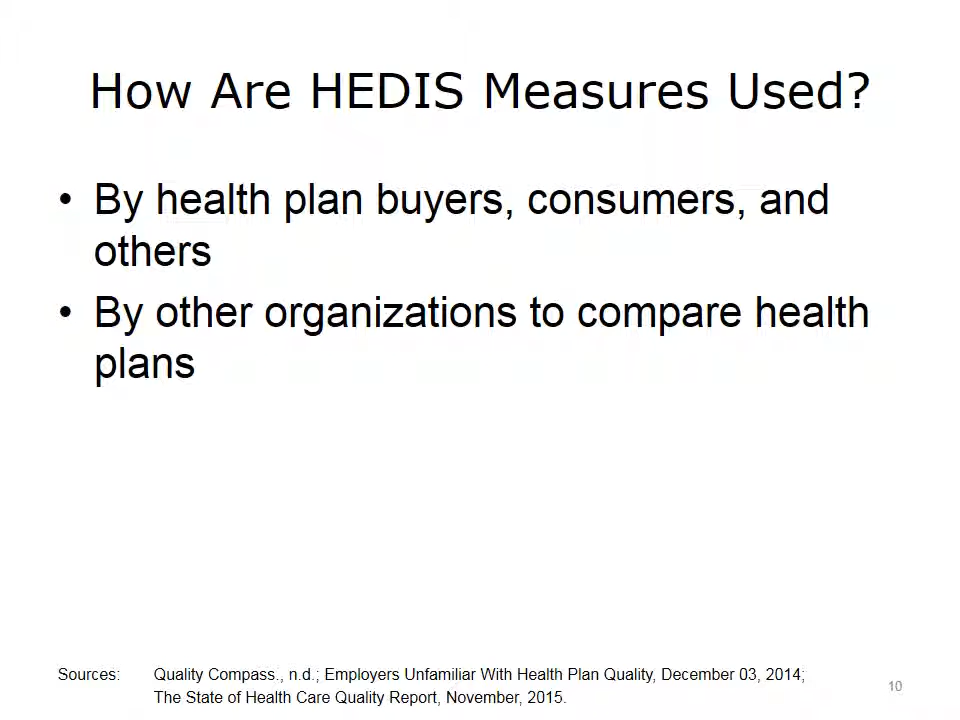 How Are HEDIS Measures Used?
• By health plan buyers, consumers, and
others
• By other organizations to compare health
plans
Sources: Quality Compass., n.d.; Employers Unfamiliar With Health Plan Quality, December 03, 2014;
The State of Health Care Quality Report, November, 2015.
10